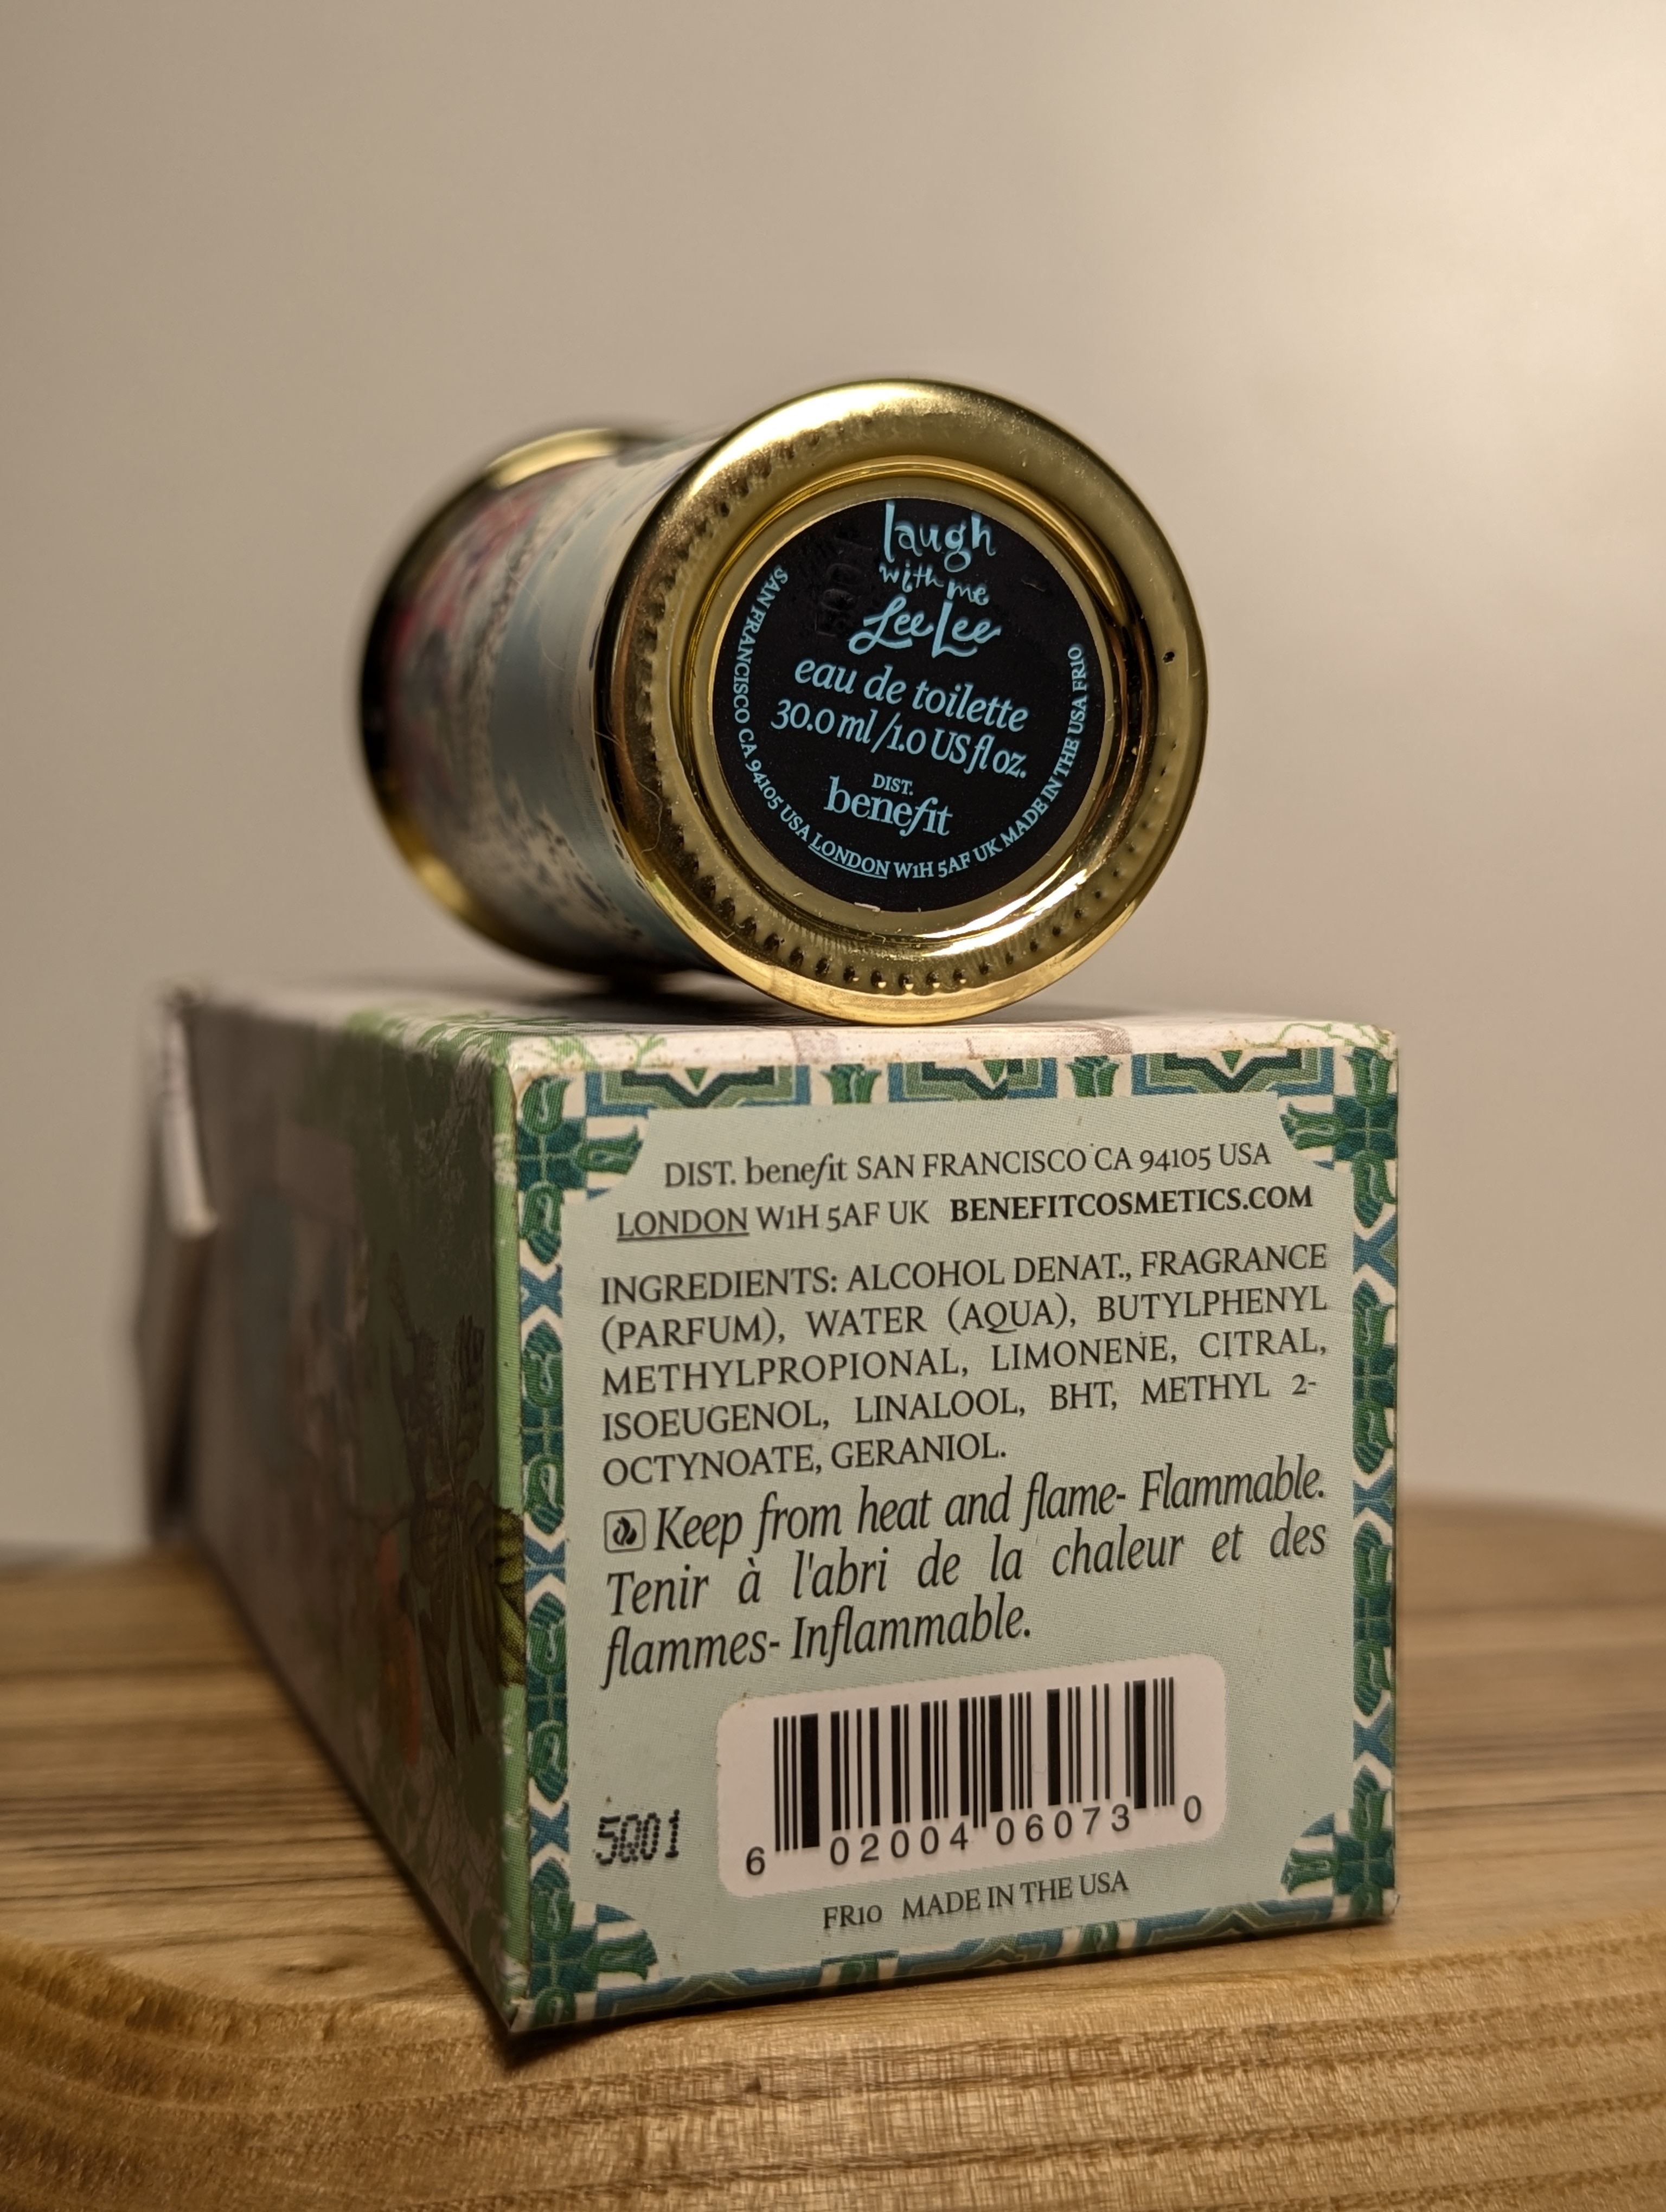 laugh
with me
LeeLee
eau de toilette
30.0 ml /1.0 US fl oz.
DIST.
benefit
SAN FRANCISCO CA 94105 USA LONDON W1H 5AF UK MADE IN THE USA FR10
DIST. benefit SAN FRANCISCO CA 94105 USA
LONDON W1H 5AF UK BENEFITCOSMETICS.COM
INGREDIENTS: ALCOHOL DENAT., FRAGRANCE
(PARFUM), WATER (AQUA), BUTYLPHENYL
METHYLPROPIONAL, LIMONENE, CITRAL,
ISOEUGENOL, LINALOOL, BHT, METHYL 2-
OCTYNOATE, GERANIOL.
Keep from heat and flame- Flammable.
Tenir à l'abri de la chaleur et des
flammes- Inflammable.
5Q01
6 02004 06073 0
FR10 MADE IN THE USA